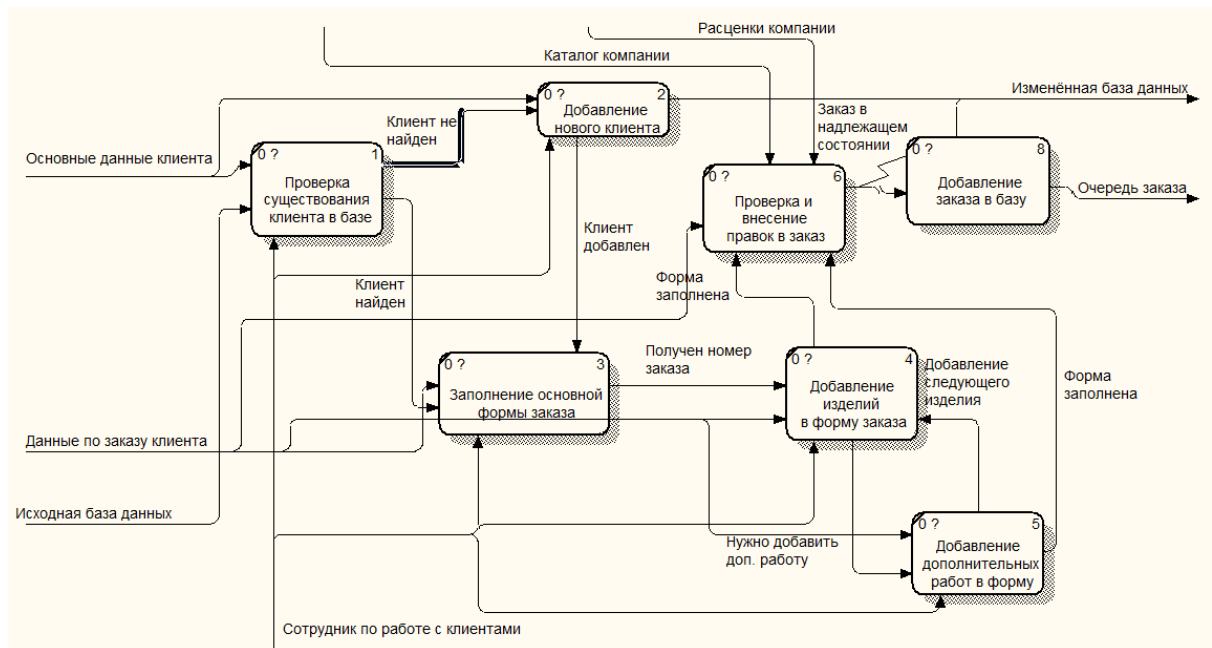 Расценки компании
Каталог компании
Изменённая база данных
0 ? 2
Добавление
нового клиента
Клиент не
найден
Заказ в
надлежащем
состоянии
Основные данные клиента
0 ? 1
Проверка
существования
клиента в базе
0 ? 8
Добавление
заказа в базу
0 ? 6
Проверка и
внесение
правок в заказ
Очередь заказа
Клиент
добавлен
Клиент
найден
Форма
заполнена
0 ? 3
Заполнение основной
формы заказа
Получен номер
заказа
0 ? 4
Добавление
изделий
в форму заказа
Добавление
следующего
изделия
Форма
заполнена
Данные по заказу клиента
Исходная база данных
0 ? 5
Добавление
дополнительных
работ в форму
Нужно добавить
доп. работу
Сотрудник по работе с клиентами